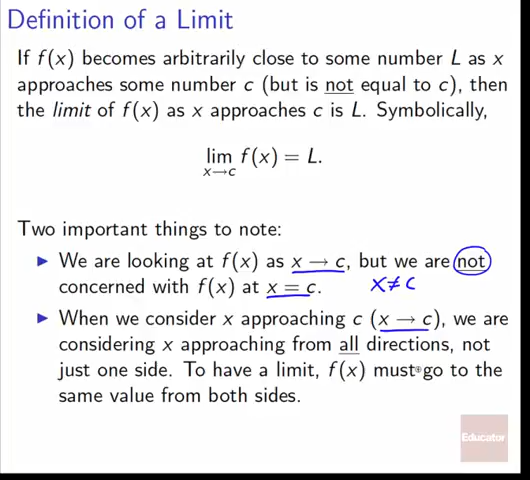 Definition of a Limit
If f(x) becomes arbitrarily close to some number L as x
approaches some number c (but is not equal to c), then
the limit of f(x) as x approaches c is L. Symbolically,
lim f(x) = L.
x→c
Two important things to note:
▶ We are looking at f(x) as x → c, but we are not
concerned with f(x) at x = c. x≠c
▶ When we consider x approaching c (x → c), we are
considering x approaching from all directions, not
just one side. To have a limit, f(x) must go to the
same value from both sides.
Educator